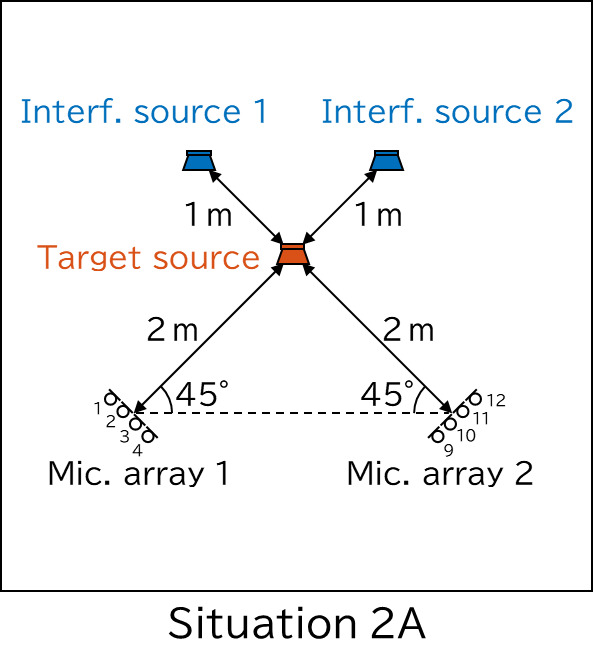 Interf. source 1 Interf. source 2
1 m 1 m
Target source
2 m 2 m
45° 45°
1 12
2 11
3 10
4 9
Mic. array 1 Mic. array 2
Situation 2A